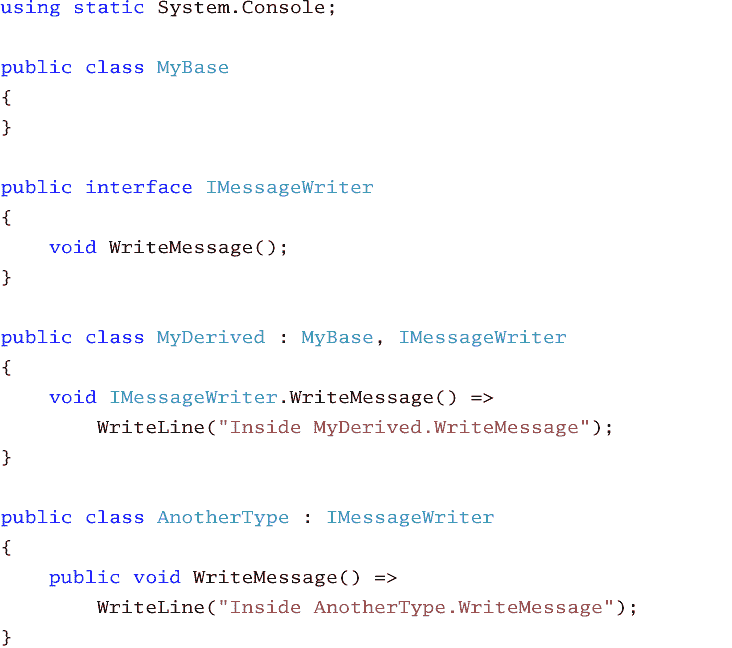 using static System.Console;
public class MyBase
{
}
public interface IMessageWriter
{
    void WriteMessage();
}
public class MyDerived : MyBase, IMessageWriter
{
    void IMessageWriter.WriteMessage() =>
        WriteLine("Inside MyDerived.WriteMessage");
}
public class AnotherType : IMessageWriter
{
    public void WriteMessage() =>
        WriteLine("Inside AnotherType.WriteMessage");
}